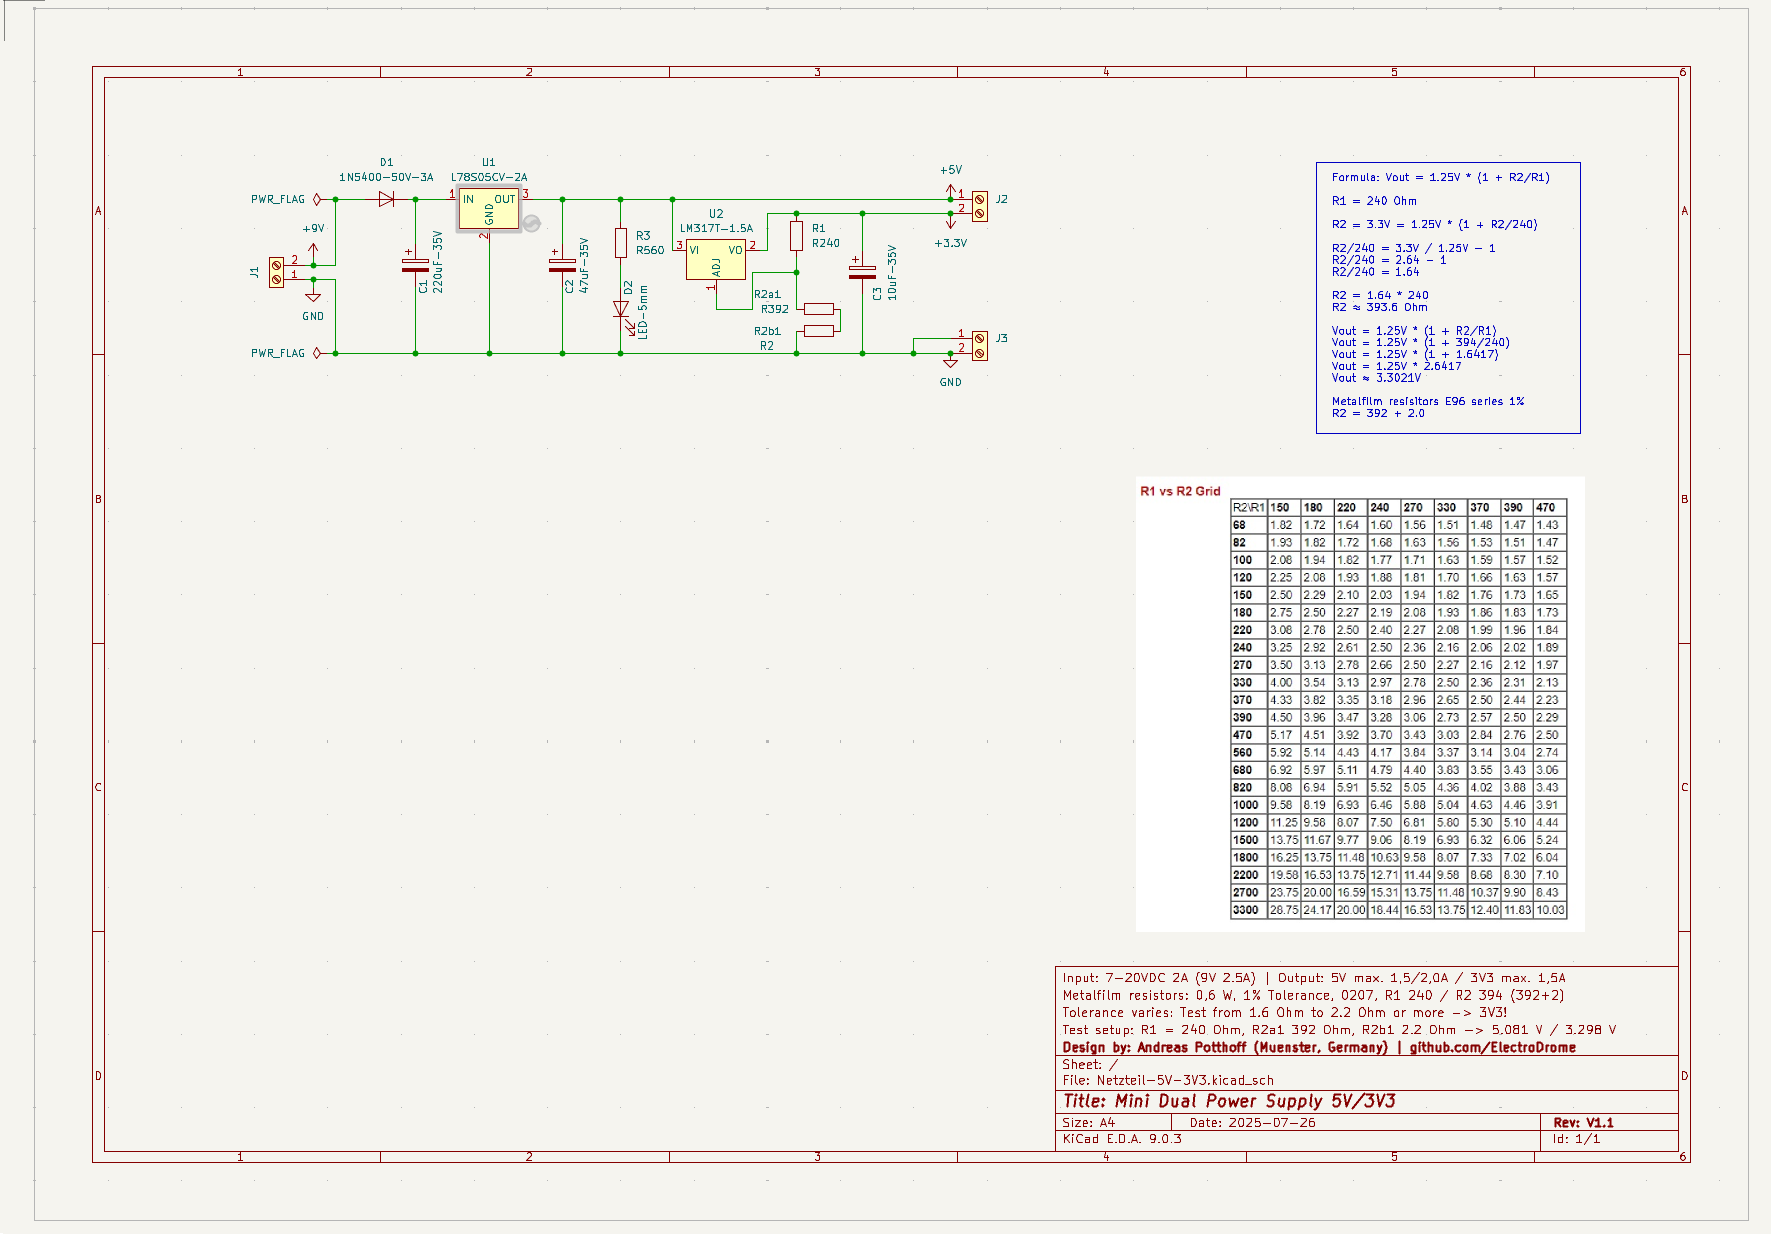 1 2 3 4 5 6
A A
B B
C C
D D
1 2 3 4 5 6
D1
1N5400-50V-3A
U1
L78S05CV-2A
PWR_FLAG
1 IN OUT 3
GND
2
+9V
J1
2
1
GND
PWR_FLAG
C1
220uF-35V
C2
47uF-35V
R3
R560
D2
LED-5mm
U2
LM317T-1.5A
3 VI VO 2
ADJ
1
R1
R240
R2a1
R392
R2b1
R2
C3
10uF-35V
+5V
1
2
J2
+3.3V
1
2
J3
GND
Formula: Vout = 1.25V * (1 + R2/R1)
R1 = 240 Ohm
R2 = 3.3V = 1.25V * (1 + R2/240)
R2/240 = 3.3V / 1.25V - 1
R2/240 = 2.64 - 1
R2/240 = 1.64
R2 = 1.64 * 240
R2 ≈ 393.6 Ohm
Vout = 1.25V * (1 + R2/R1)
Vout = 1.25V * (1 + 394/240)
Vout = 1.25V * (1 + 1.6417)
Vout = 1.25V * 2.6417
Vout ≈ 3.3021V
Metalfilm resisitors E96 series 1%
R2 = 392 + 2.0
R1 vs R2 Grid
R2\R1 150 180 220 240 270 330 370 390 470
68 1.82 1.72 1.64 1.60 1.56 1.51 1.48 1.47 1.43
82 1.93 1.82 1.72 1.68 1.63 1.56 1.53 1.51 1.47
100 2.08 1.94 1.82 1.77 1.71 1.63 1.59 1.57 1.52
120 2.25 2.08 1.93 1.88 1.81 1.70 1.66 1.63 1.57
150 2.50 2.29 2.10 2.03 1.94 1.82 1.76 1.73 1.65
180 2.75 2.50 2.27 2.19 2.08 1.93 1.86 1.83 1.73
220 3.08 2.78 2.50 2.40 2.27 2.08 1.99 1.96 1.84
240 3.25 2.92 2.61 2.50 2.36 2.16 2.06 2.02 1.89
270 3.50 3.13 2.78 2.66 2.50 2.27 2.16 2.12 1.97
330 4.00 3.54 3.13 2.97 2.78 2.50 2.36 2.31 2.13
370 4.33 3.82 3.35 3.18 2.96 2.65 2.50 2.44 2.23
390 4.50 3.96 3.47 3.28 3.06 2.73 2.57 2.50 2.29
470 5.17 4.51 3.92 3.70 3.43 3.03 2.84 2.76 2.50
560 5.92 5.14 4.43 4.17 3.84 3.37 3.14 3.04 2.74
680 6.92 5.97 5.11 4.79 4.40 3.83 3.55 3.43 3.06
820 8.08 6.94 5.91 5.52 5.05 4.36 4.02 3.88 3.43
1000 9.58 8.19 6.93 6.46 5.88 5.04 4.63 4.46 3.91
1200 11.25 9.58 8.07 7.50 6.81 5.80 5.30 5.10 4.44
1500 13.75 11.67 9.77 9.06 8.19 6.93 6.32 6.06 5.24
1800 16.25 13.75 11.48 10.63 9.58 8.07 7.33 7.02 6.04
2200 19.58 16.53 13.75 12.71 11.44 9.58 8.68 8.30 7.10
2700 23.75 20.00 16.59 15.31 13.75 11.48 10.37 9.90 8.43
3300 28.75 24.17 20.00 18.44 16.53 13.75 12.40 11.83 10.03
Input: 7-20VDC 2A (9V 2.5A) | Output: 5V max. 1,5/2,0A / 3V3 max. 1,5A
Metalfilm resistors: 0,6 W, 1% Tolerance, 0207, R1 240 / R2 394 (392+2)
Tolerance varies: Test from 1.6 Ohm to 2.2 Ohm or more -> 3V3!
Test setup: R1 = 240 Ohm, R2a1 392 Ohm, R2b1 2.2 Ohm -> 5.081 V / 3.298 V
Design by: Andreas Potthoff (Muenster, Germany) | github.com/ElectroDrome
Sheet: /
File: Netzteil-5V-3V3.kicad_sch
Title: Mini Dual Power Supply 5V/3V3
Size: A4 Date: 2025-07-26 Rev: V1.1
KiCad E.D.A. 9.0.3 Id: 1/1